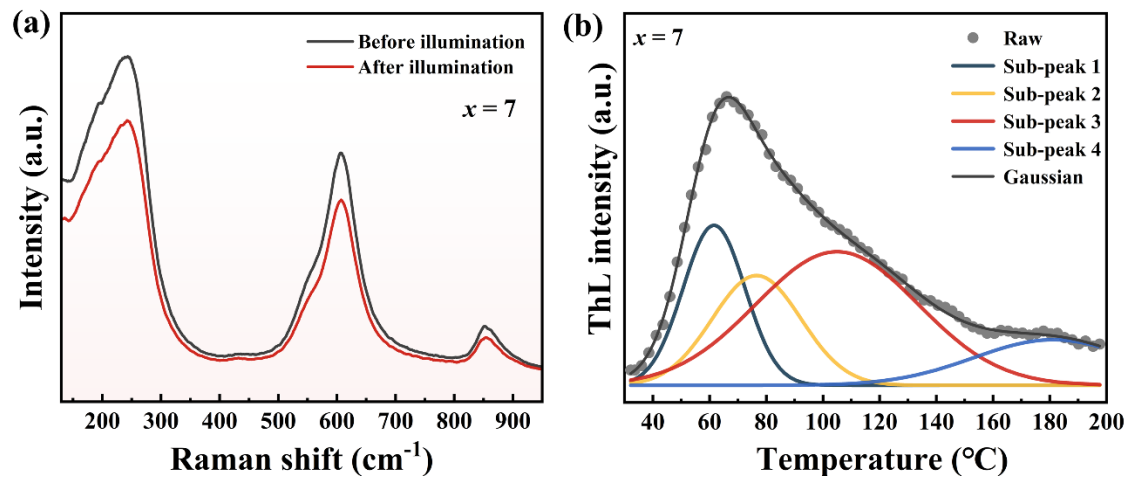 (a)
Before illumination
After illumination
x = 7
Intensity (a.u.)
200 300 400 500 600 700 800 900
Raman shift (cm⁻¹)
(b)
x = 7
Raw
Sub-peak 1
Sub-peak 2
Sub-peak 3
Sub-peak 4
Gaussian
ThL intensity (a.u.)
40 60 80 100 120 140 160 180 200
Temperature (°C)